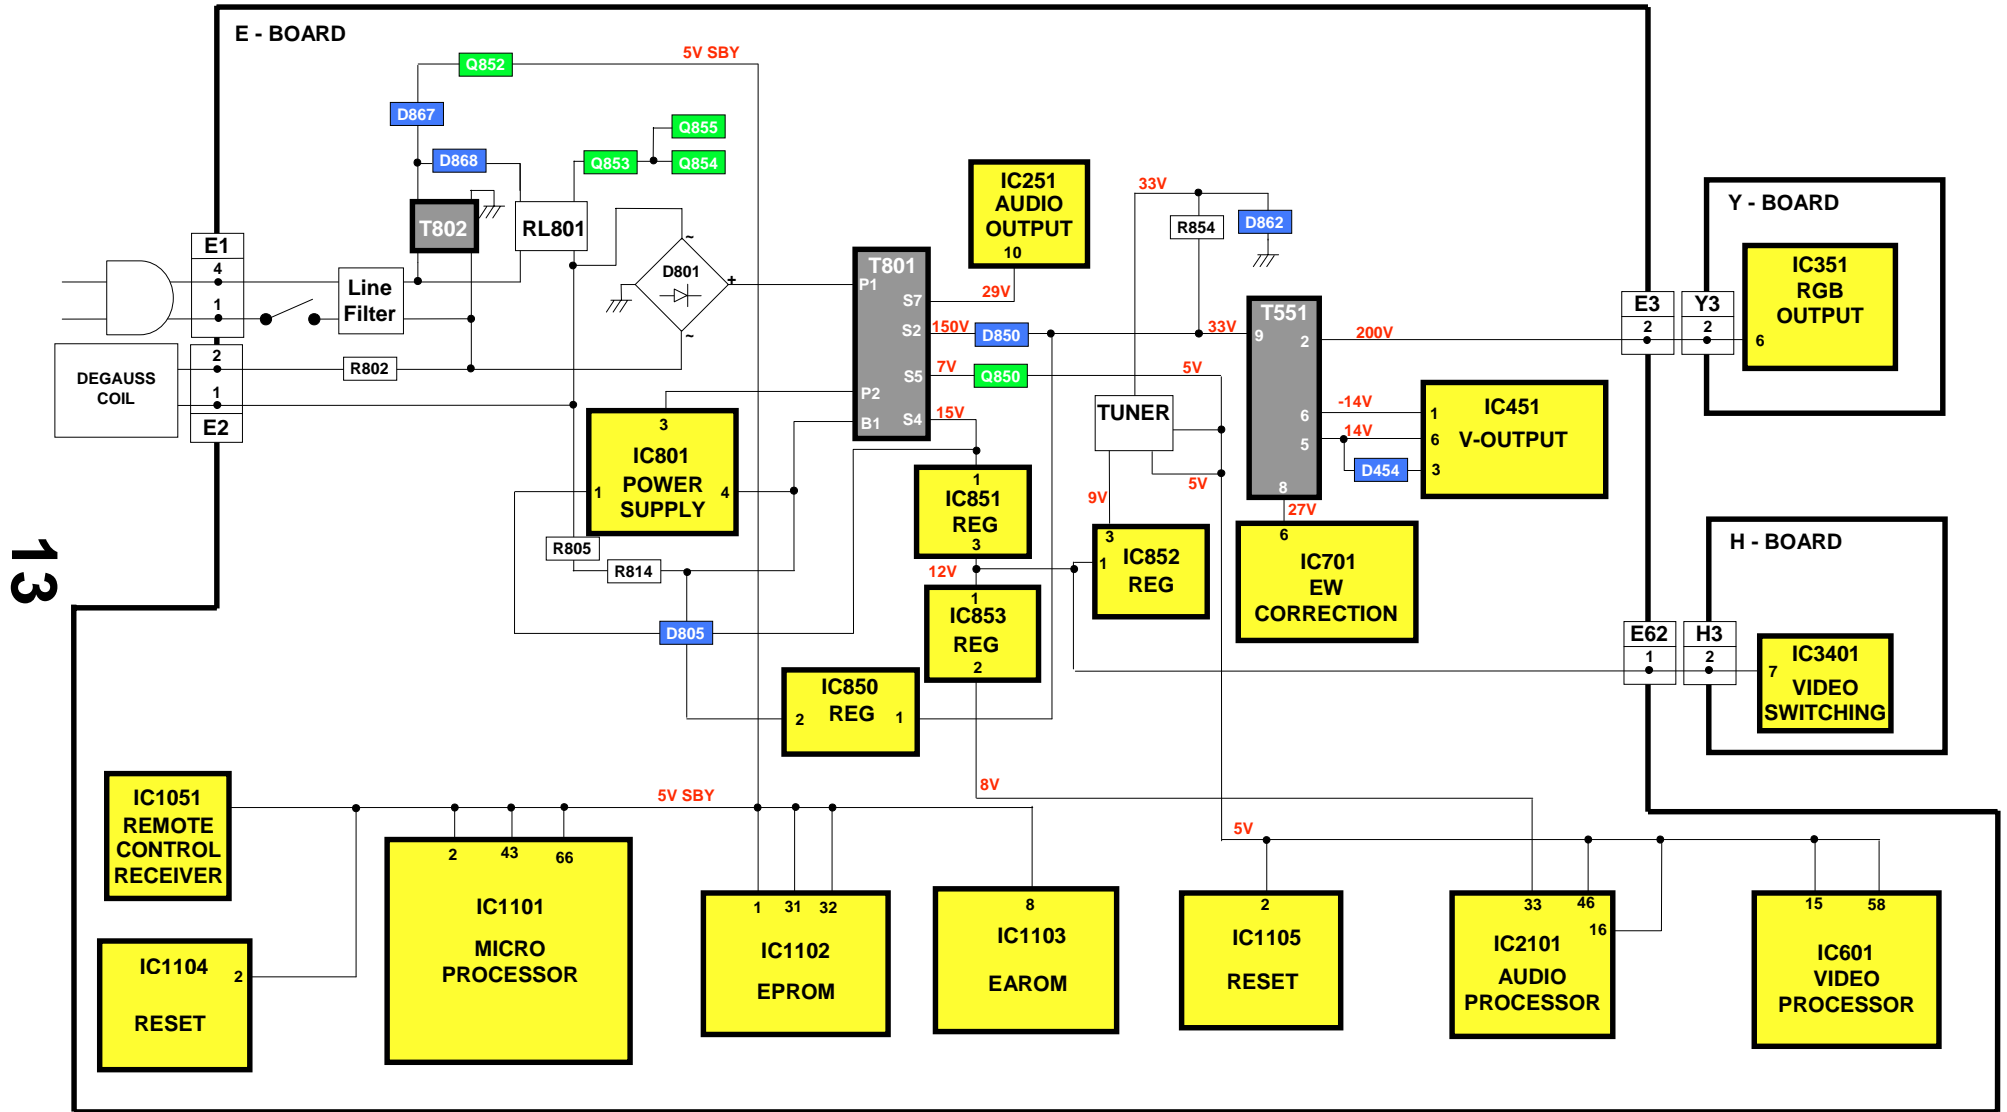 E - BOARD
5V SBY
Q852
D867
Q855
D868
Q853
Q854
T802
RL801
E1
4
1
Line
Filter
D801
~
+
~
DEGAUSS
COIL
2
1
E2
R802
T801
P1
S7
S2
S5
P2
B1
S4
29V
150V
7V
15V
IC251
AUDIO
OUTPUT
10
D850
Q850
33V
R854
D862
33V
5V
TUNER
9V
5V
T551
9
2
6
5
8
200V
-14V
14V
27V
D454
1
6
3
IC451
V-OUTPUT
E3
2
Y3
2
Y - BOARD
IC351
RGB
OUTPUT
6
3
IC801
POWER
SUPPLY
1
4
R805
R814
D805
1
IC851
REG
3
12V
1
IC853
REG
2
3
1
IC852
REG
6
IC701
EW
CORRECTION
H - BOARD
E62
1
H3
2
7
IC3401
VIDEO
SWITCHING
IC850
REG
2
1
8V
13
IC1051
REMOTE
CONTROL
RECEIVER
5V SBY
5V
IC1104
2
RESET
2
43
66
IC1101
MICRO
PROCESSOR
1
31
32
IC1102
EPROM
8
IC1103
EAROM
2
IC1105
RESET
33
46
16
IC2101
AUDIO
PROCESSOR
15
58
IC601
VIDEO
PROCESSOR